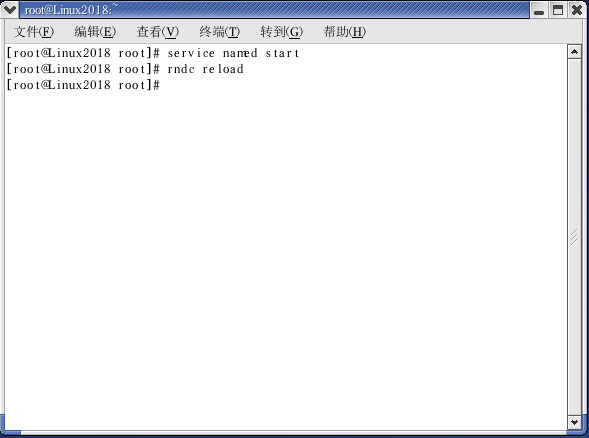 root@Linux2018:~
文件(F) 编辑(E) 查看(V) 终端(T) 转到(G) 帮助(H)
[root@Linux2018 root]# service named start
[root@Linux2018 root]# rndc reload
[root@Linux2018 root]#